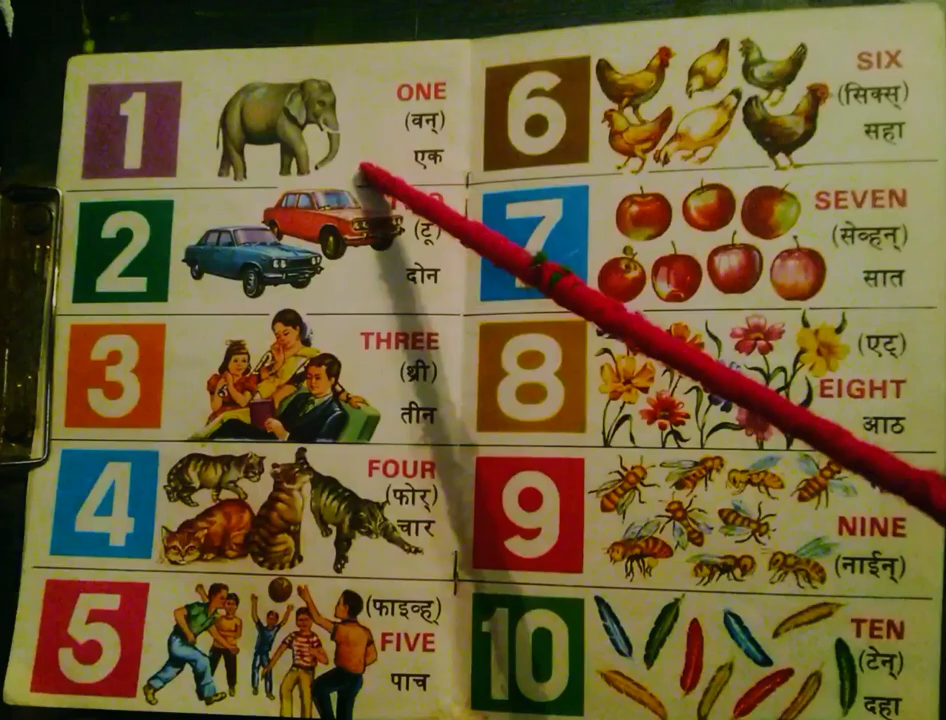 1
ONE
(वन्)
एक
2
(टू)
दोन
3
THREE
(थ्री)
तीन
4
FOUR
(फोर्)
चार
5
(फाइव्ह्)
FIVE
पाच
6
SIX
(सिक्स्)
सहा
7
SEVEN
(सेव्हन्)
सात
8
(एट्)
EIGHT
आठ
9
NINE
(नाईन्)
10
TEN
(टेन्)
दहा